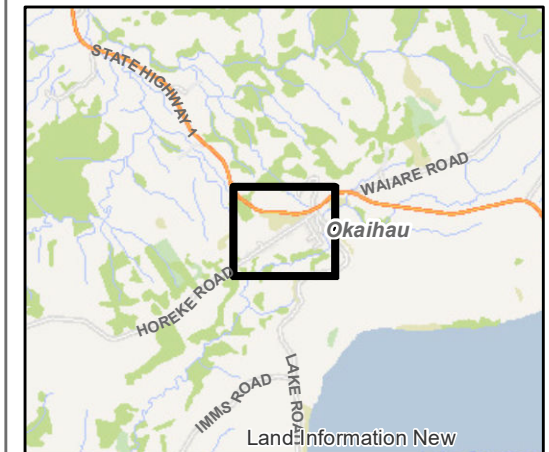 STATE HIGHWAY 1
WAIARE ROAD
Okaihau
HOREKE ROAD
LAKE ROA
IMMS ROAD
Land Information New